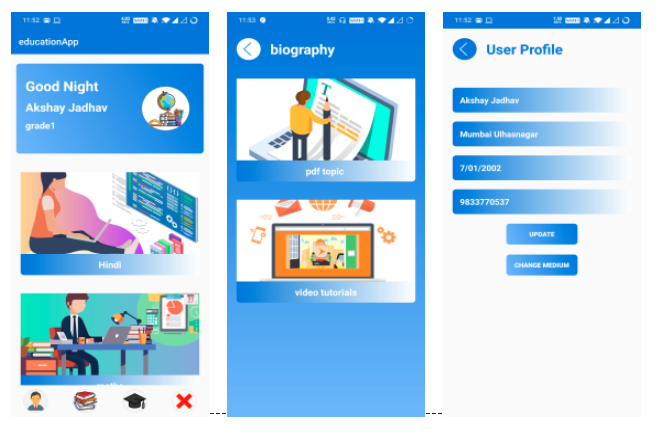 11:52
educationApp
Good Night
Akshay Jadhav
grade1
Hindi
maths
11:53
biography
T
pdf topic
video tutorials
11:52
User Profile
Akshay Jadhav
Mumbai Ulhasnagar
7/01/2002
9833770537
UPDATE
CHANGE MEDIUM